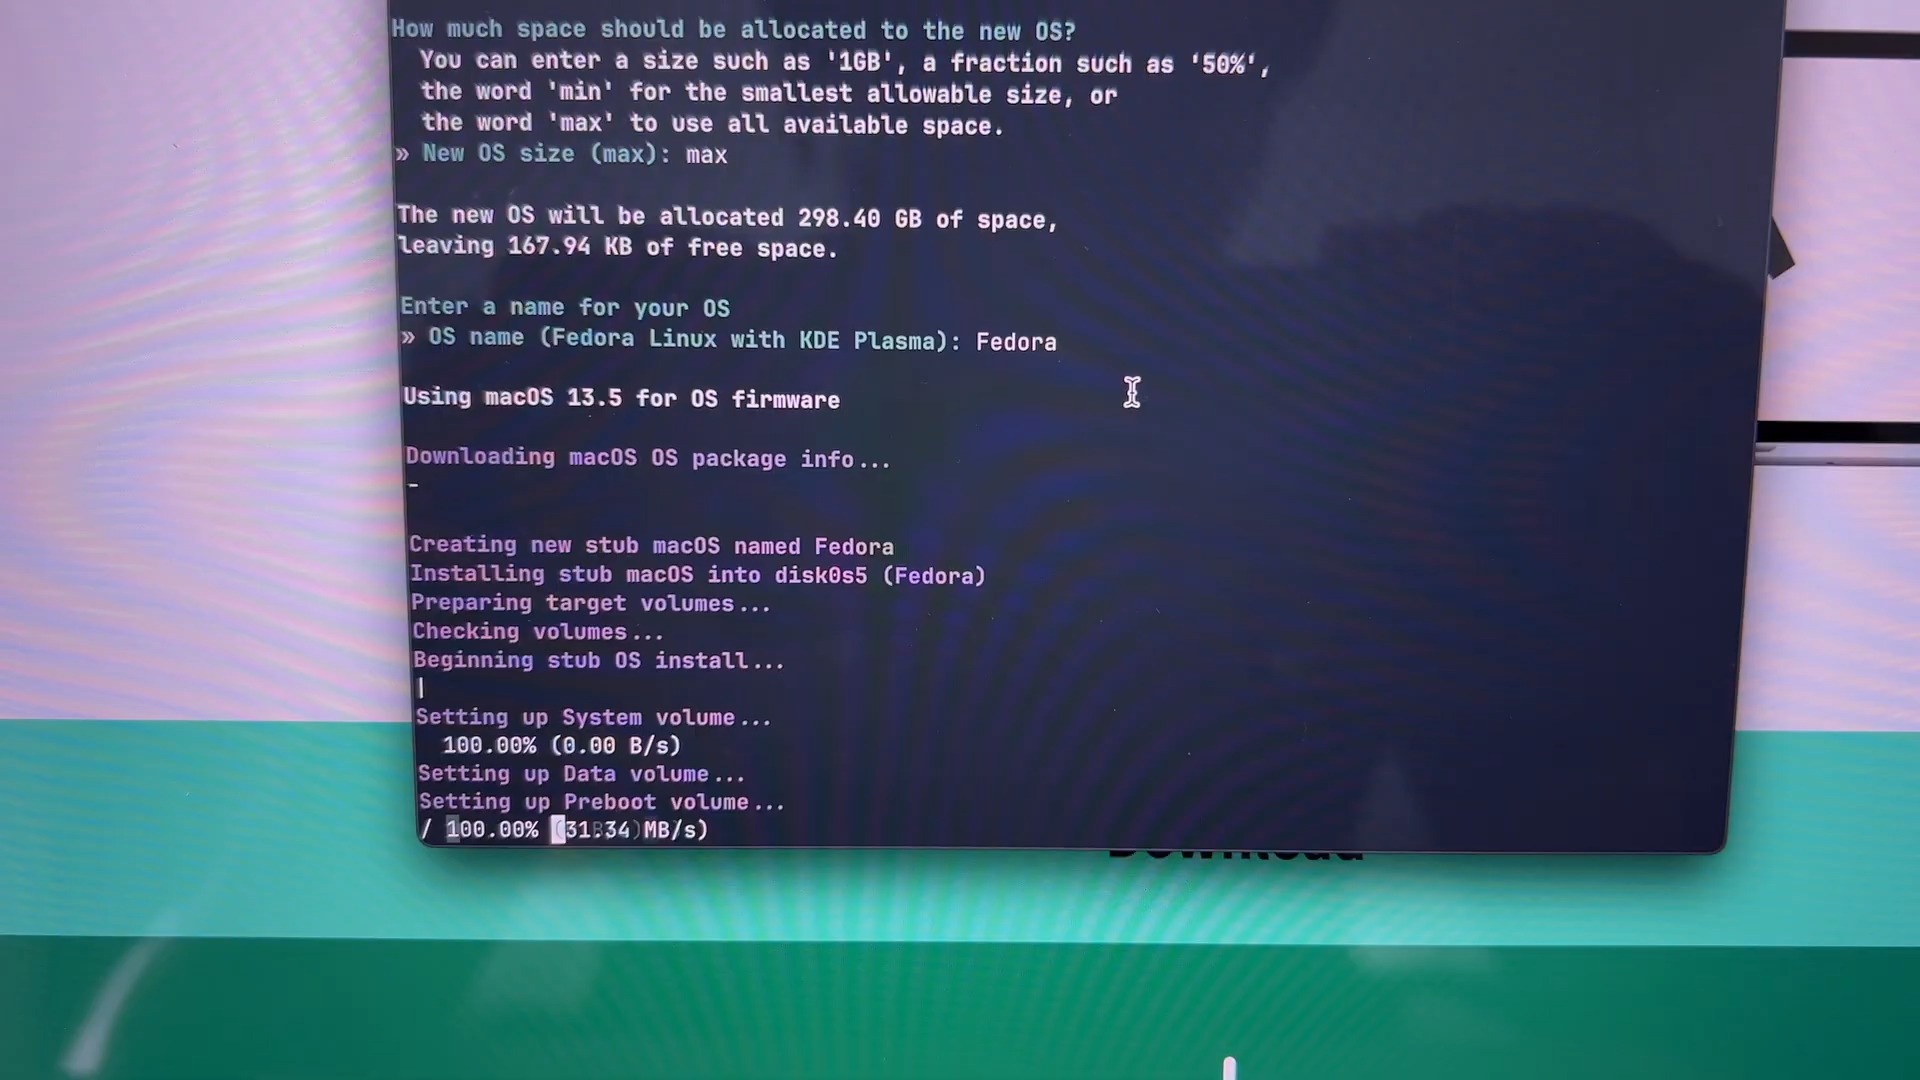 How much space should be allocated to the new OS?
You can enter a size such as '1GB', a fraction such as '50%',
the word 'min' for the smallest allowable size, or
the word 'max' to use all available space.
» New OS size (max): max
The new OS will be allocated 298.40 GB of space,
leaving 167.94 KB of free space.
Enter a name for your OS
» OS name (Fedora Linux with KDE Plasma): Fedora
Using macOS 13.5 for OS firmware
Downloading macOS OS package info...
-
Creating new stub macOS named Fedora
Installing stub macOS into disk0s5 (Fedora)
Preparing target volumes...
Checking volumes...
Beginning stub OS install...
|
Setting up System volume...
100.00% (0.00 B/s)
Setting up Data volume...
Setting up Preboot volume...
/ 100.00% (31.34 MB/s)
Download